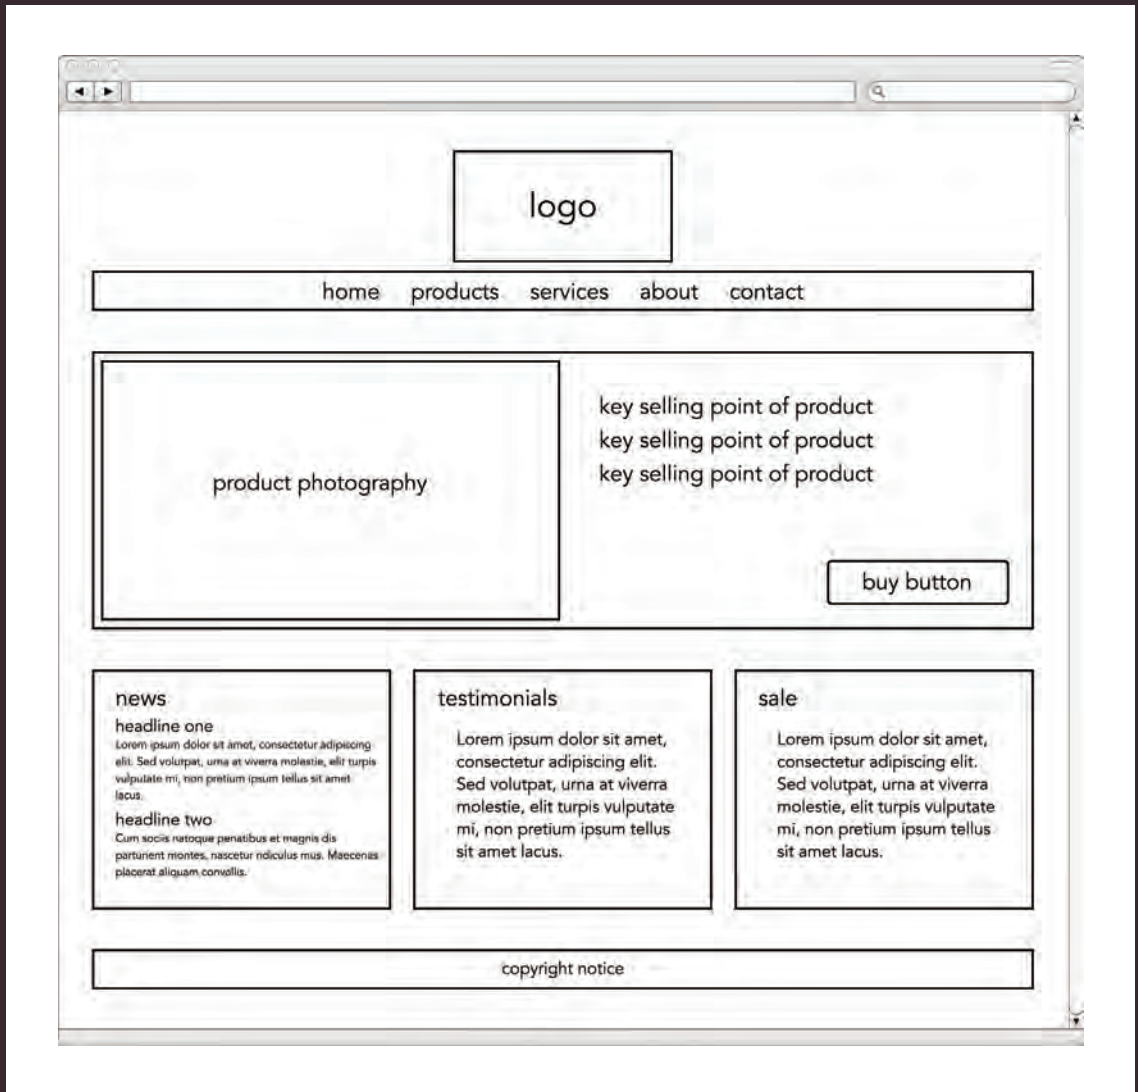 logo
home products services about contact
product photography
key selling point of product
key selling point of product
key selling point of product
buy button
news
headline one
Lorem ipsum dolor sit amet, consectetur adipiscing
elit. Sed volutpat, urna at viverra molestie, elit turpis
vulputate mi, non pretium ipsum tellus sit amet
lacus.
headline two
Cum sociis natoque penatibus et magnis dis
parturient montes, nascetur ridiculus mus. Maecenas
placerat aliquam convallis.
testimonials
Lorem ipsum dolor sit amet,
consectetur adipiscing elit.
Sed volutpat, urna at viverra
molestie, elit turpis vulputate
mi, non pretium ipsum tellus
sit amet lacus.
sale
Lorem ipsum dolor sit amet,
consectetur adipiscing elit.
Sed volutpat, urna at viverra
molestie, elit turpis vulputate
mi, non pretium ipsum tellus
sit amet lacus.
copyright notice